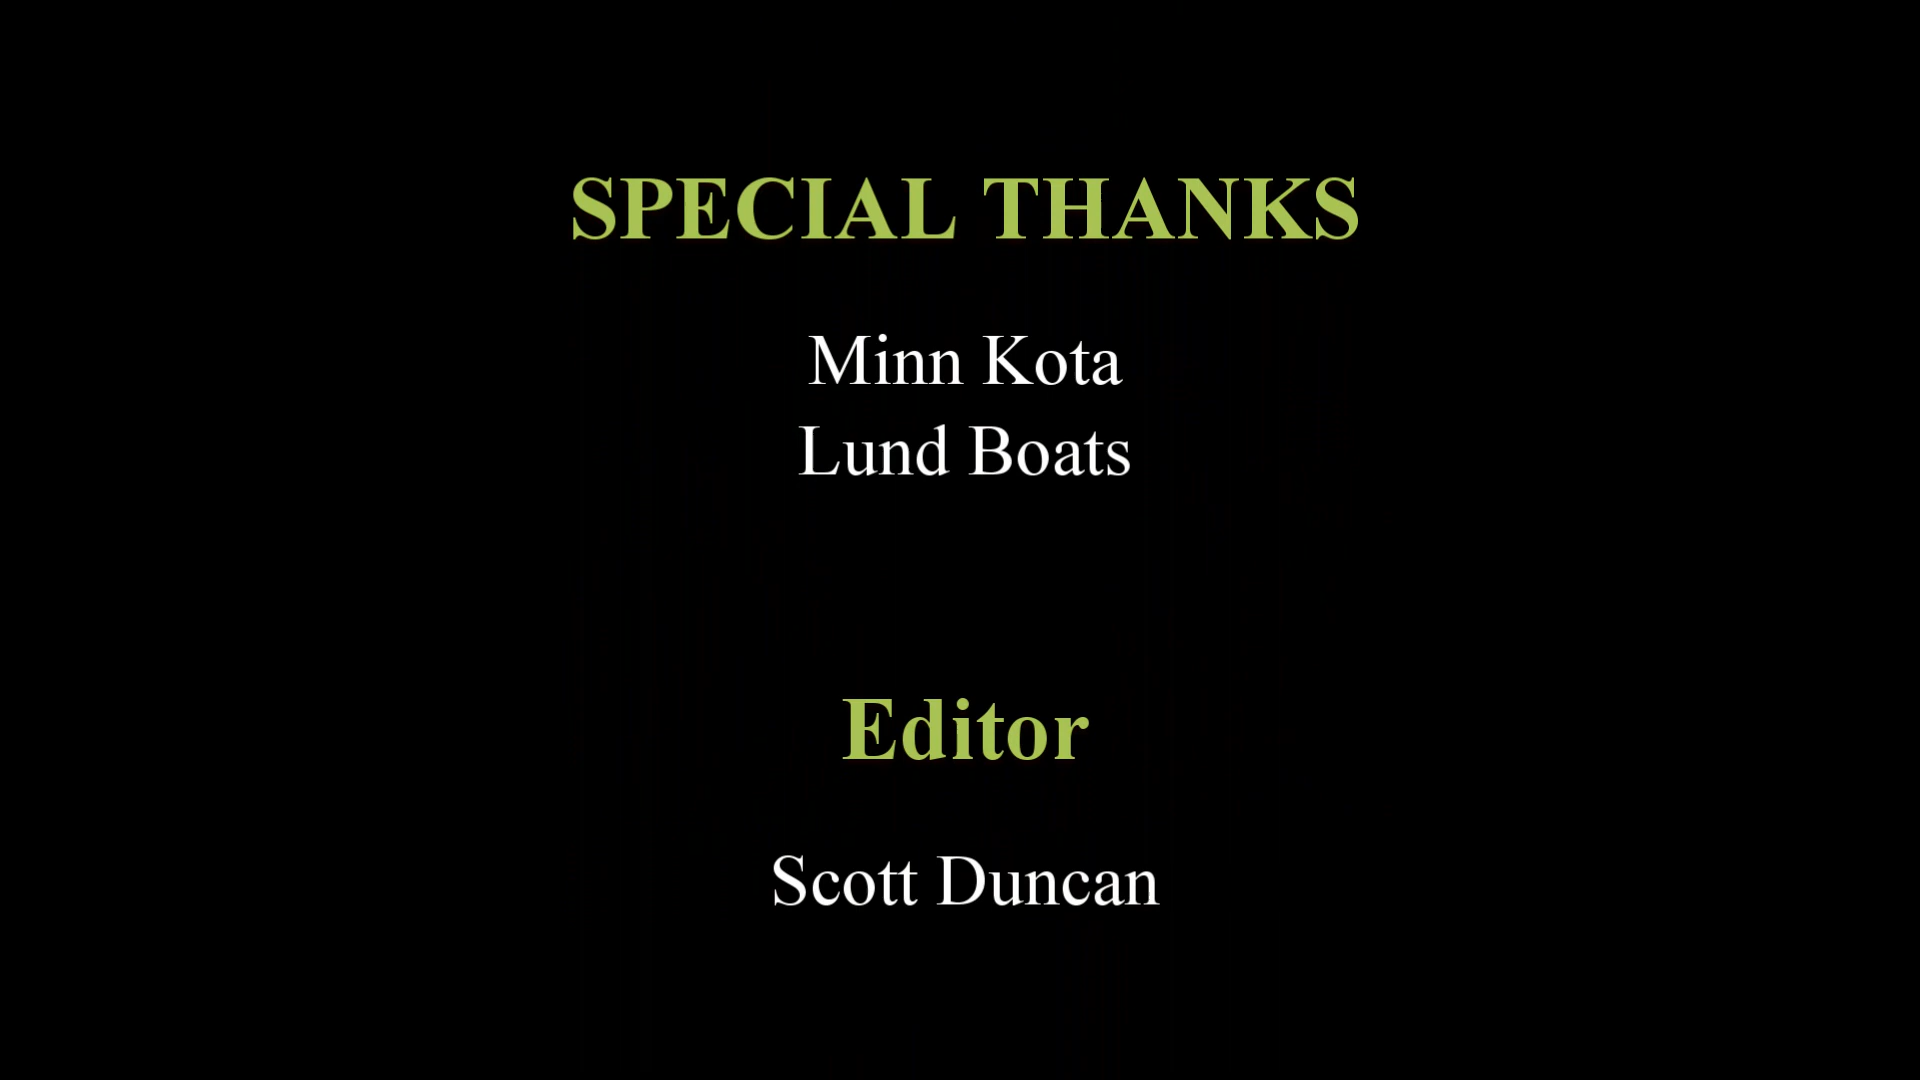 SPECIAL THANKS
Minn Kota
Lund Boats
Editor
Scott Duncan